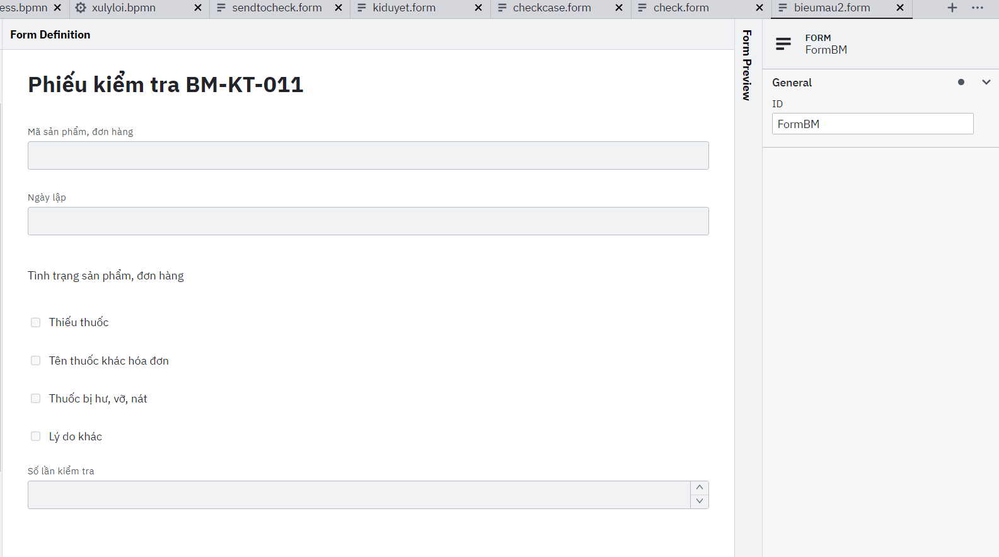 ess.bpmn
xulyloi.bpmn
sendtocheck.form
kiduyet.form
checkcase.form
check.form
bieumau2.form
Form Definition
Phiếu kiểm tra BM-KT-011
Mã sản phẩm, đơn hàng
Ngày lập
Tình trạng sản phẩm, đơn hàng
Thiếu thuốc
Tên thuốc khác hóa đơn
Thuốc bị hư, vỡ, nát
Lý do khác
Số lần kiểm tra
Form Preview
FORM
FormBM
General
ID
FormBM